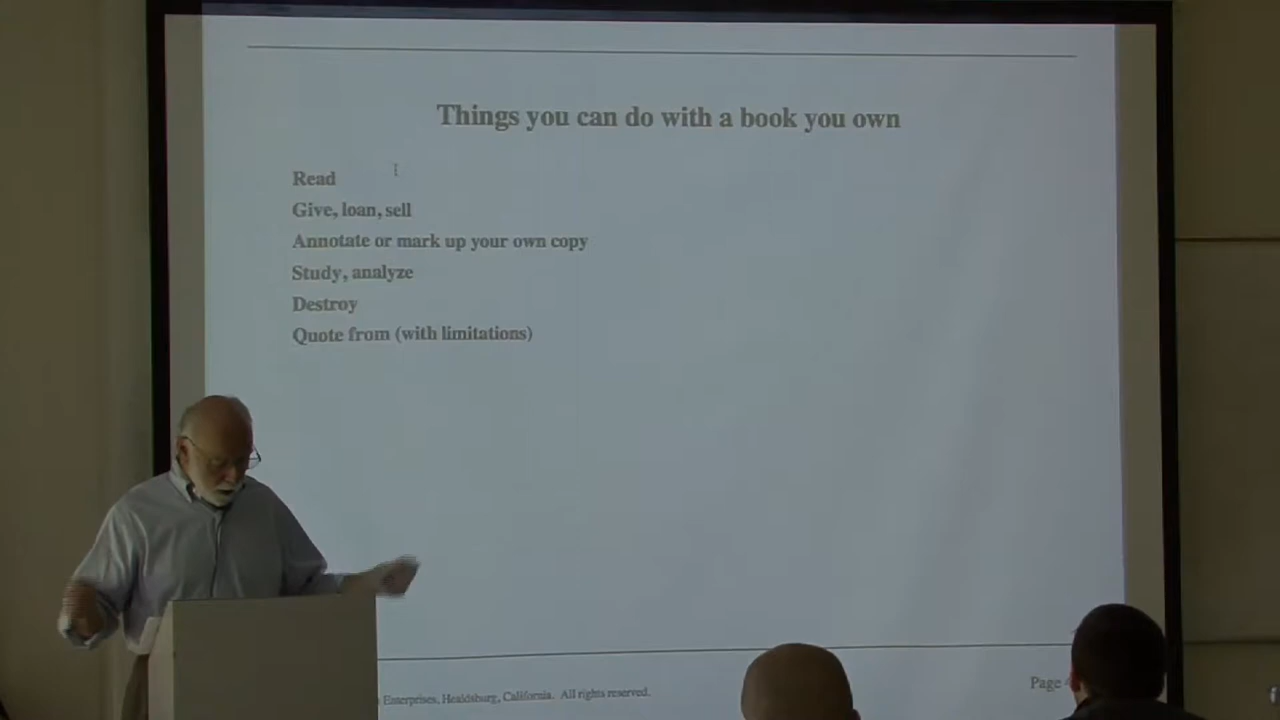 Things you can do with a book you own
Read
Give, loan, sell
Annotate or mark up your own copy
Study, analyze
Destroy
Quote from (with limitations)
Enterprises, Healdsburg, California. All rights reserved.
Page